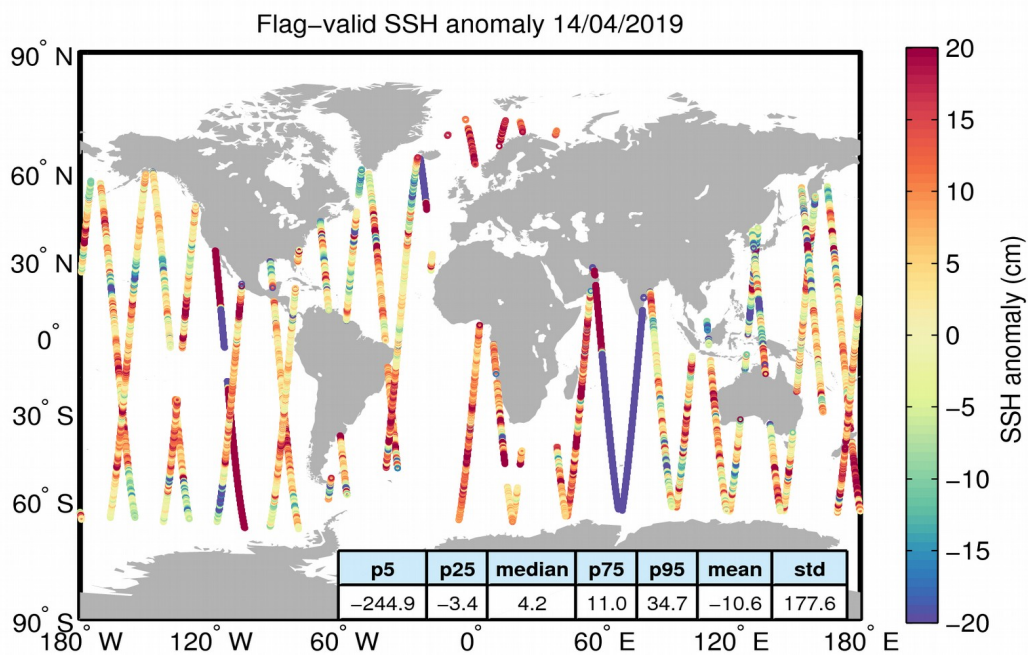 Flag−valid SSH anomaly 14/04/2019
90° N
60° N
30° N
0°
30° S
60° S
90° S
180° W
120° W
60° W
0°
60° E
120° E
180° E
p5 p25 median p75 p95 mean std
−244.9 −3.4 4.2 11.0 34.7 −10.6 177.6
20
15
10
5
0
−5
−10
−15
−20
SSH anomaly (cm)